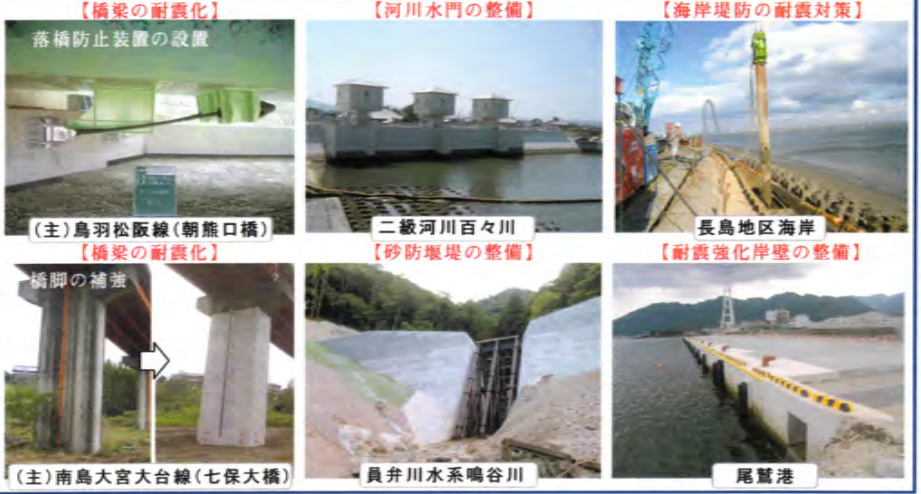 【橋梁の耐震化】
【河川水門の整備】
【海岸堤防の耐震対策】
落橋防止装置の設置
(主)鳥羽松阪線(朝熊口橋)
二級河川百々川
長島地区海岸
【橋梁の耐震化】
【砂防堰堤の整備】
【耐震強化岸壁の整備】
橋脚の補強
(主)南島大宮大台線(七保大橋)
員弁川水系鳴谷川
尾鷲港